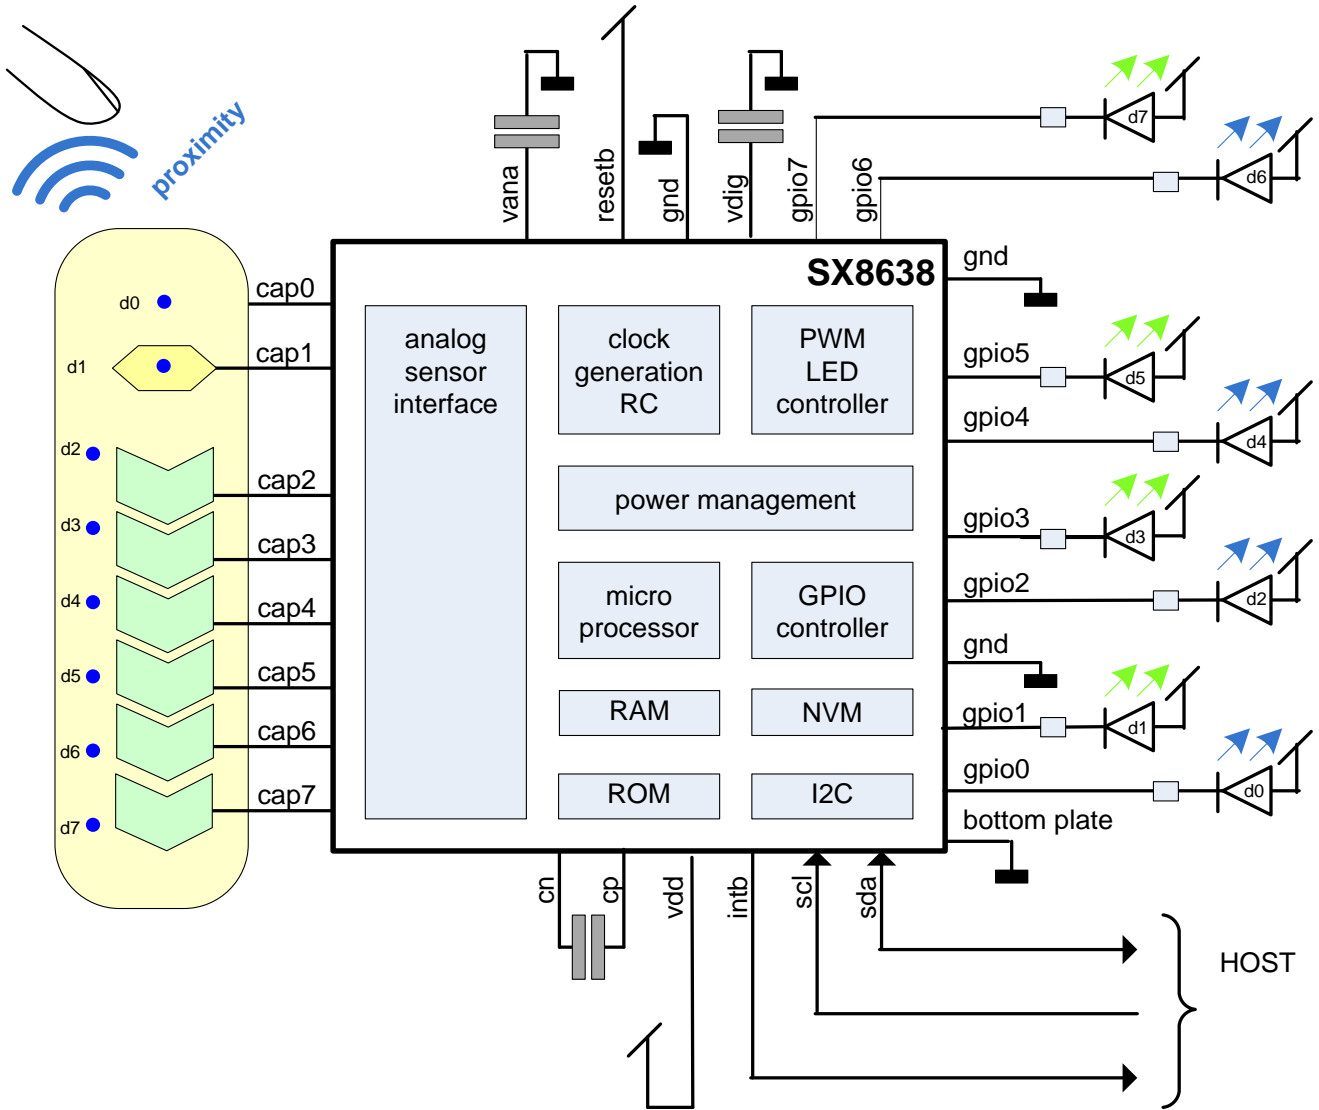 proximity
vana
resetb
gnd
vdig
gpio7
gpio6
d7
d6
SX8638
gnd
d0
cap0
d1
cap1
d2
cap2
d3
cap3
d4
cap4
d5
cap5
d6
cap6
d7
cap7
analog
sensor
interface
clock
generation
RC
PWM
LED
controller
power management
micro
processor
GPIO
controller
RAM
NVM
ROM
I2C
gpio5
d5
gpio4
d4
gpio3
d3
gpio2
d2
gnd
gpio1
d1
gpio0
d0
bottom plate
cn
cp
vdd
intb
scl
sda
HOST